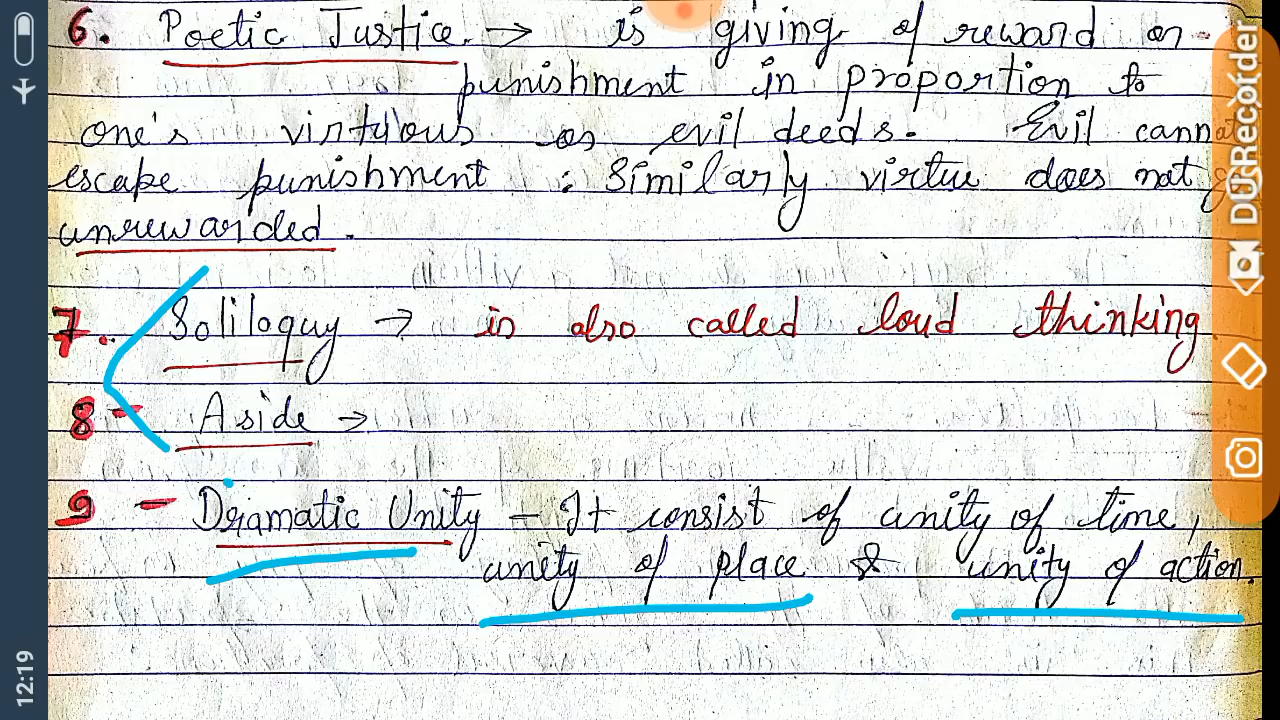 6. Poetic Justice. → is giving of reward or
punishment in proportion to
one's virtuous or evil deeds. Evil cannot
escape punishment : Similarly virtue does not
unrewarded.
7. Soliloquy → is also called loud thinking
8 - Aside →
9 - Dramatic Unity - It consist of unity of time,
unity of place & unity of action.
DU Recorder
12:19